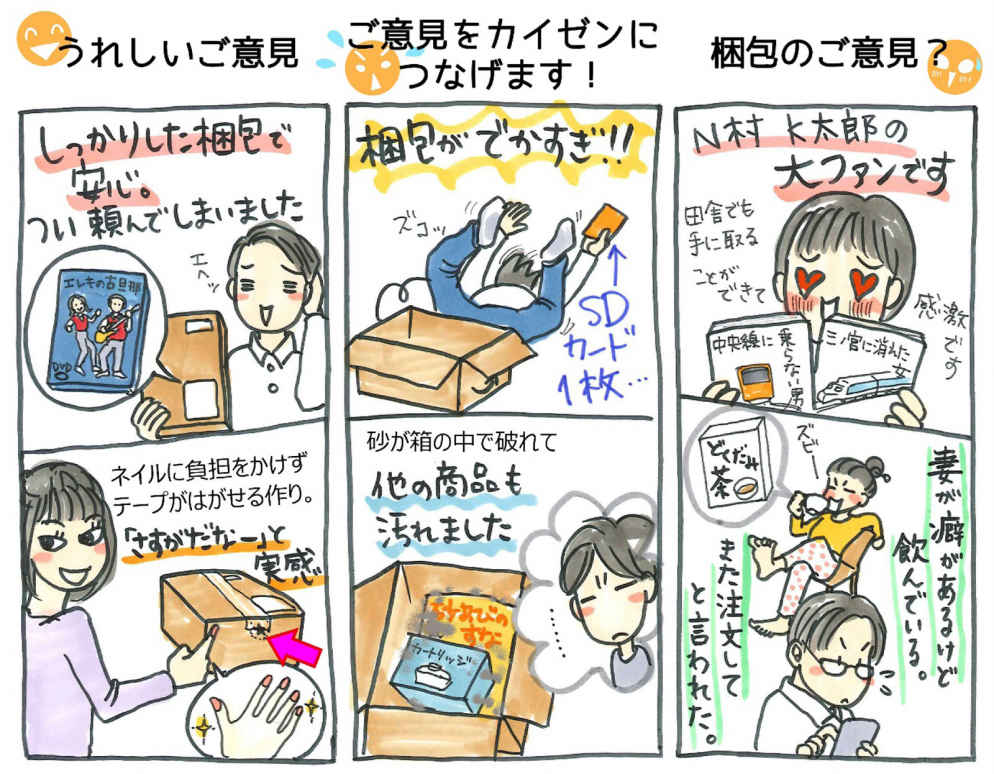 うれしいご意見
しっかりした梱包で
安心。
つい頼んでしまいました
エヘッ
エレキの古旦那
DVD
ネイルに負担をかけず
テープがはがせる作り。
「さすがだなー」と
実感
ご意見をカイゼンに
つなげます!
梱包がでかすぎ!!
ズコッ
SD
カード
1枚…
砂が箱の中で破れて
他の商品も
汚れました
砂あそびの
すな
カートリッジ
梱包のご意見?
N村 K太郎の
大ファンです
田舎でも
手に取る
ことが
できて
感激
です
中央線に
乗らない男
三ノ宮に消えた
女
ズビー
どくだみ
茶
妻が癖があるけど
飲んでいる。
また注文して
と言われた。